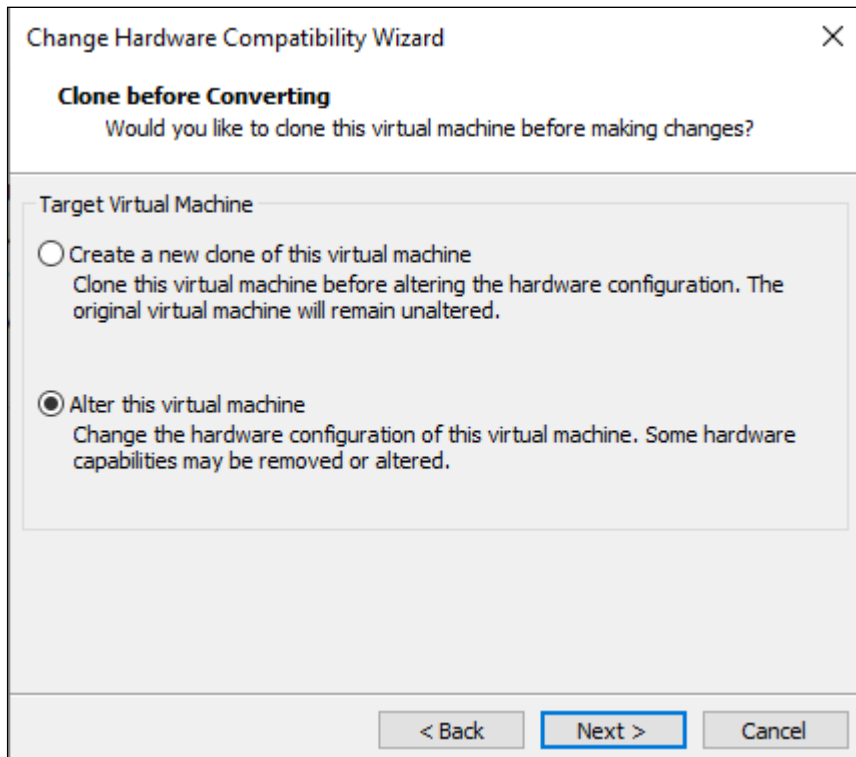 Change Hardware Compatibility Wizard
Clone before Converting
Would you like to clone this virtual machine before making changes?
Target Virtual Machine
Create a new clone of this virtual machine
Clone this virtual machine before altering the hardware configuration. The
original virtual machine will remain unaltered.
Alter this virtual machine
Change the hardware configuration of this virtual machine. Some hardware
capabilities may be removed or altered.
< Back Next > Cancel